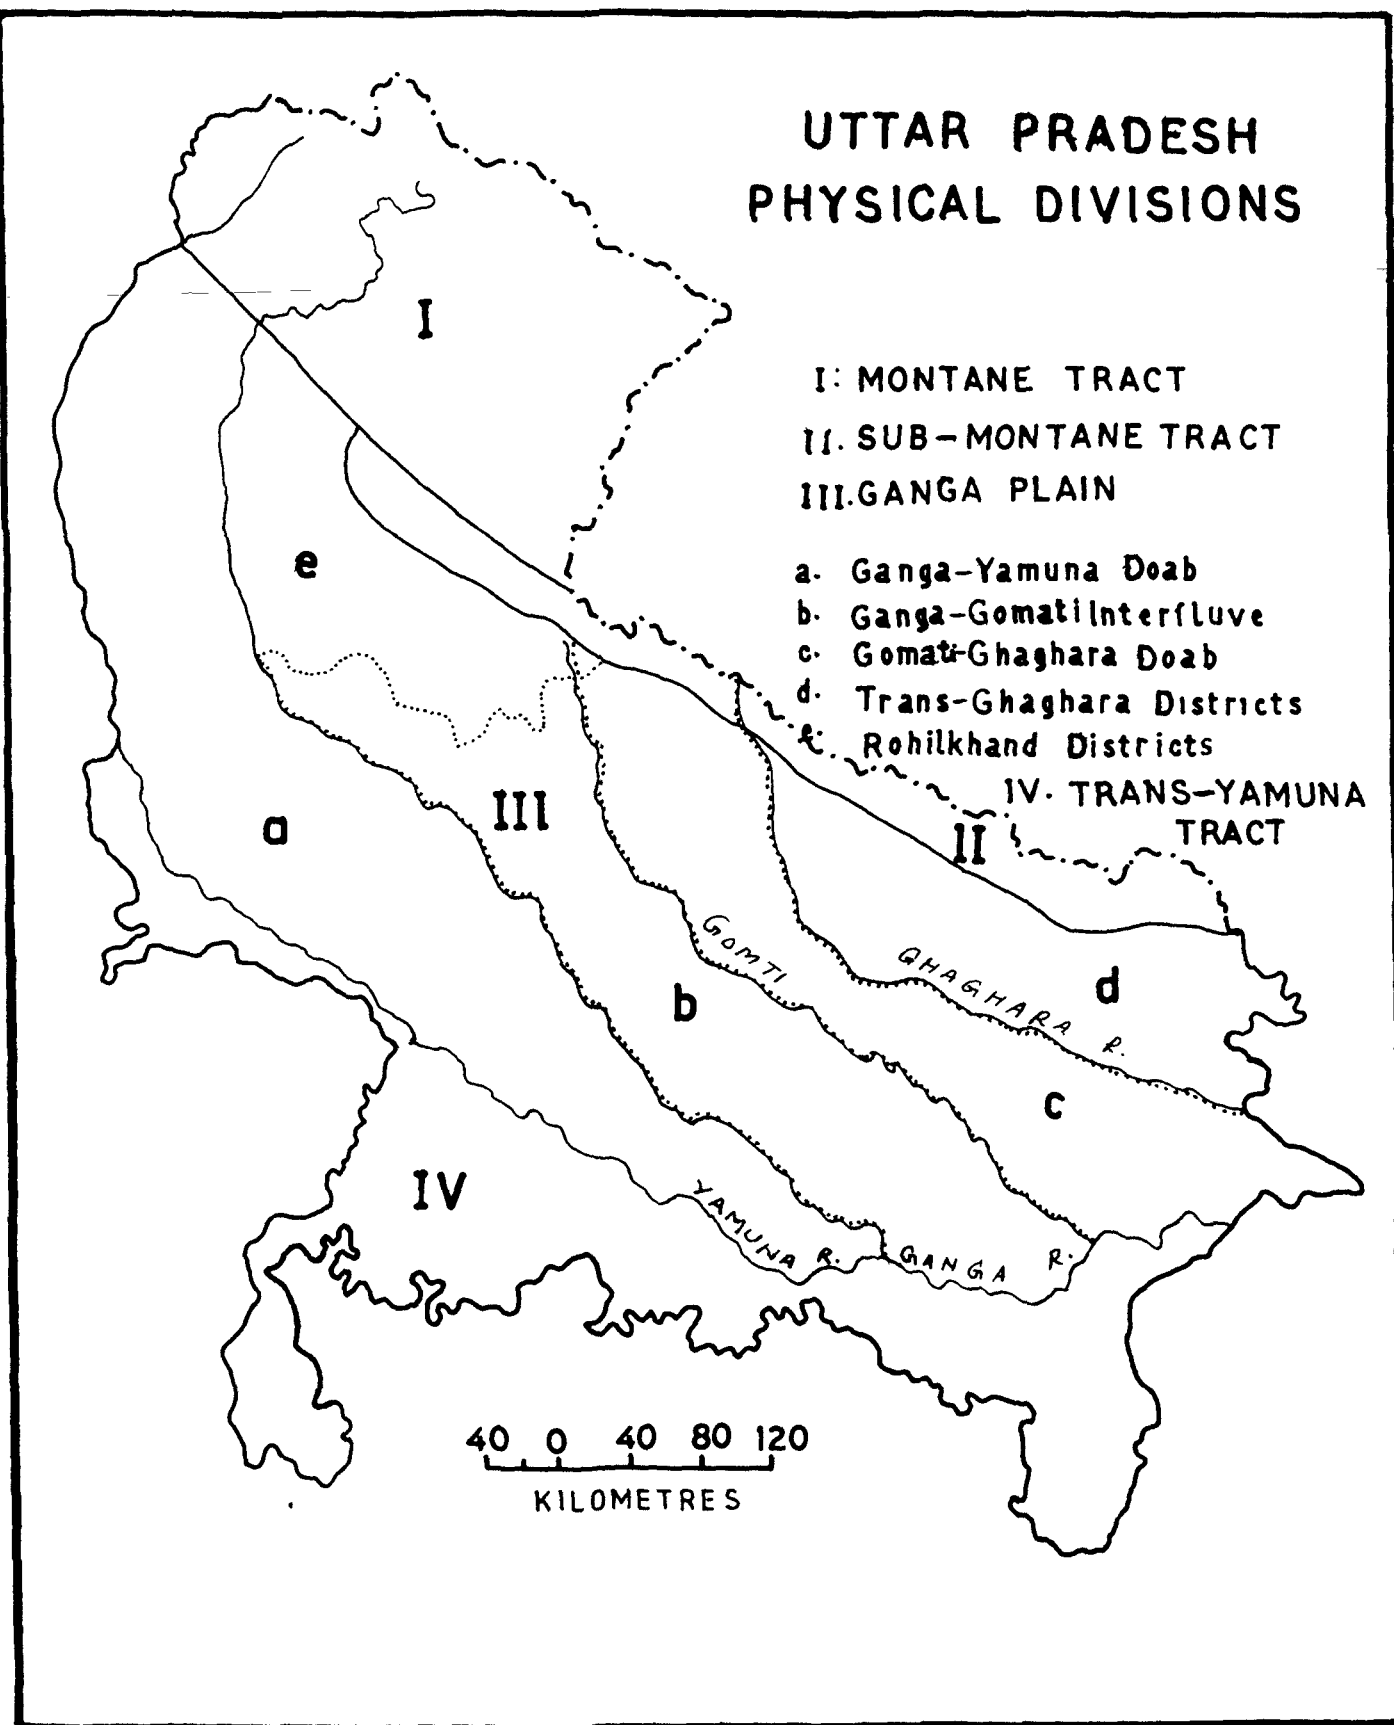 UTTAR PRADESH
PHYSICAL DIVISIONS
I
I: MONTANE TRACT
II. SUB-MONTANE TRACT
III. GANGA PLAIN
e
a. Ganga-Yamuna Doab
b. Ganga-Gomati Interfluve
c. Gomati-Ghaghara Doab
d. Trans-Ghaghara Districts
e. Rohilkhand Districts
IV. TRANS-YAMUNA
TRACT
III
a
II
GOMTI
GHAGHARA R.
d
b
c
IV
YAMUNA R.
GANGA R.
40 0 40 80 120
KILOMETRES